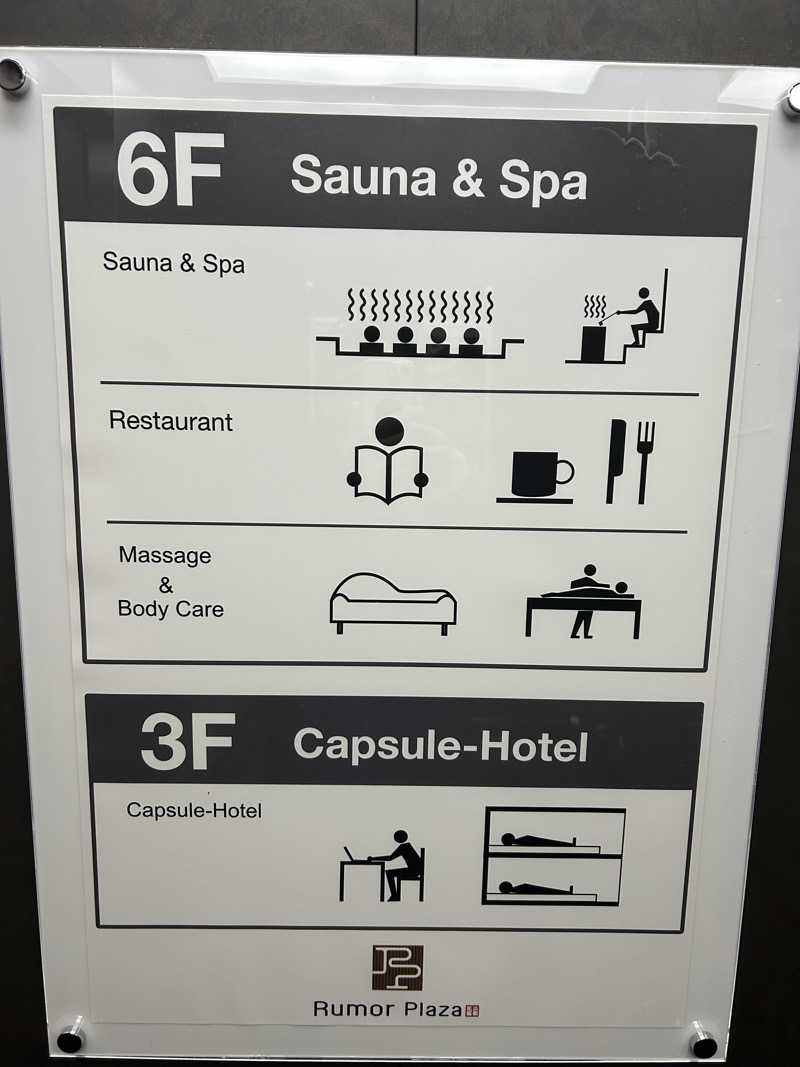 6F Sauna & Spa
Sauna & Spa
Restaurant
Massage
&
Body Care
3F Capsule-Hotel
Capsule-Hotel
Rumor Plaza